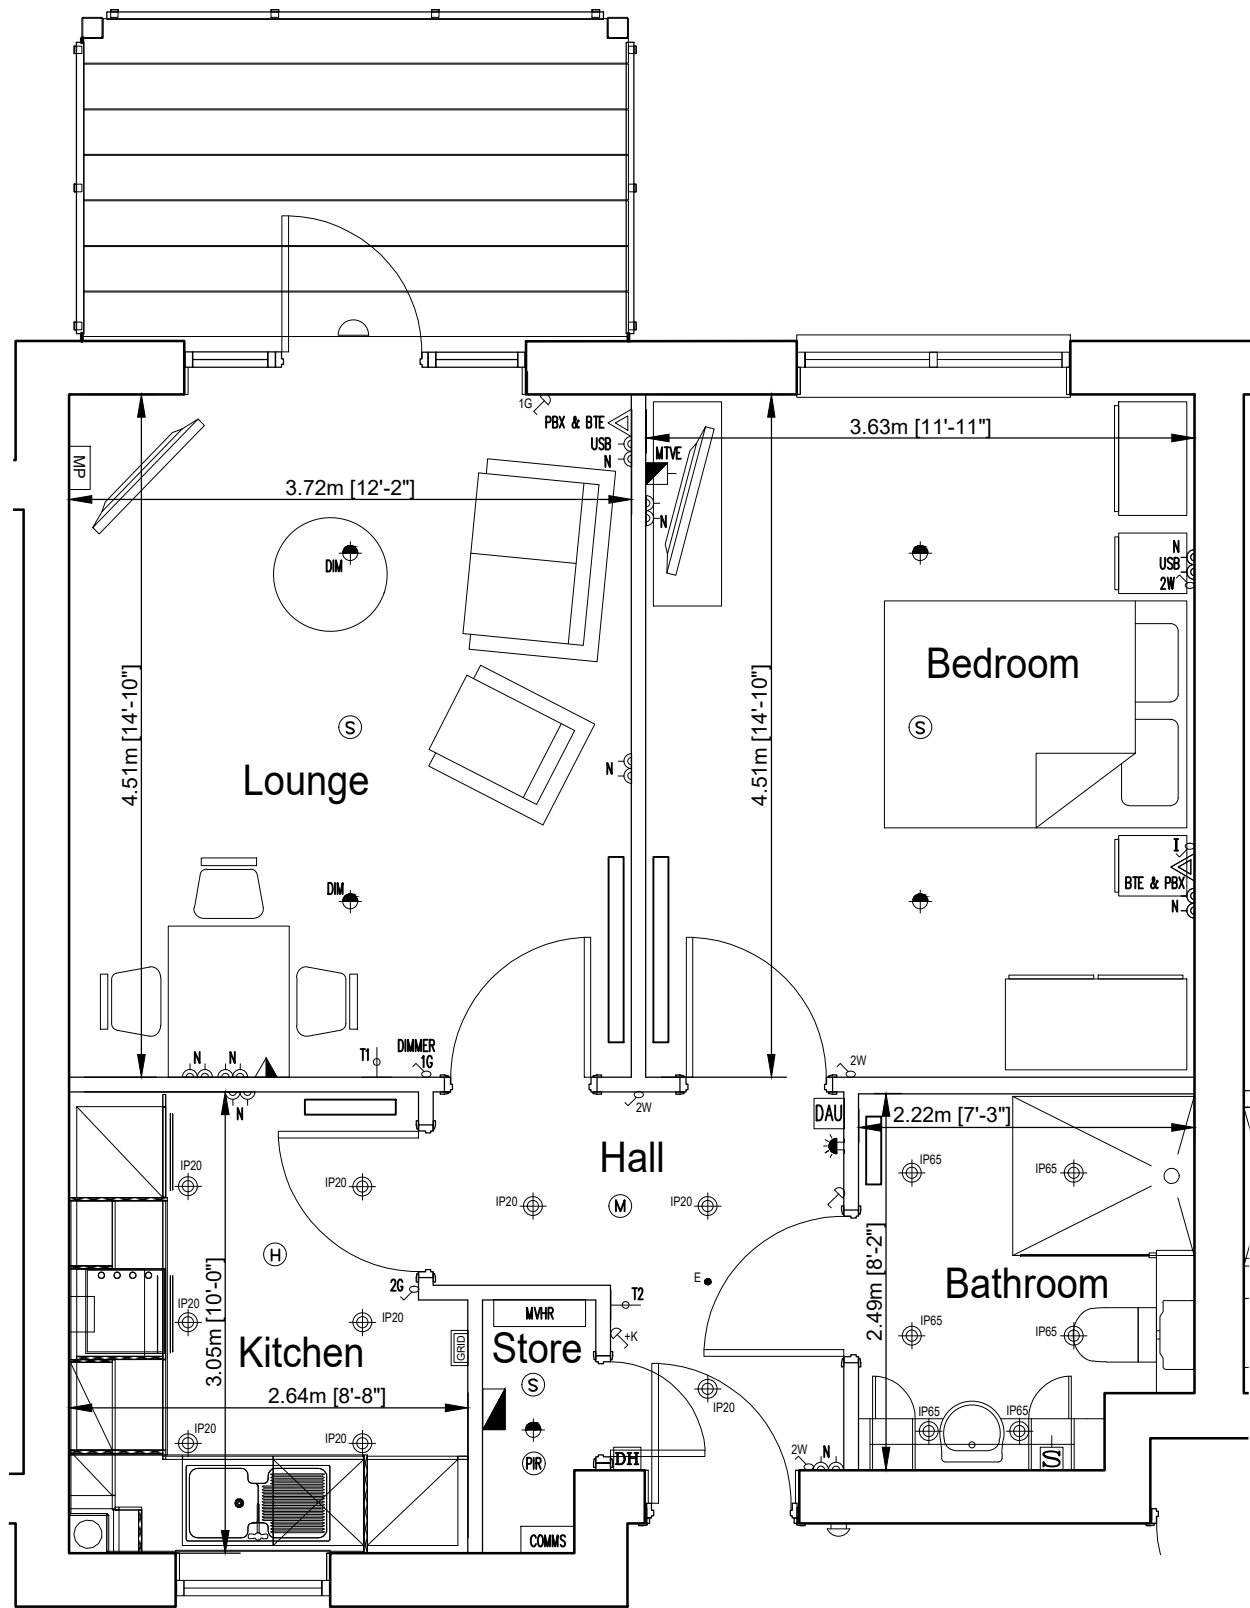 1G
PBX & BTE
USB
N
MP
3.72m [12'-2"]
DIM
4.51m [14'-10"]
S
Lounge
N
DIM
N
N
T1
DIMMER
1G
3.63m [11'-11"]
MTVE
N
N
USB
2W
Bedroom
4.51m [14'-10"]
S
I
BTE & PBX
N
2W
2W
N
IP20
IP20
H
2G
IP20
IP20
3.05m [10'-0"]
Kitchen
GRID
2.64m [8'-8"]
IP20
IP20
Hall
IP20
M
IP20
DAU
E
T2
+K
MVHR
Store
S
PIR
COMMS
DH
IP20
2W
N
2.22m [7'-3"]
IP65
IP65
2.49m [8'-2"]
Bathroom
IP65
IP65
IP65
IP65
S